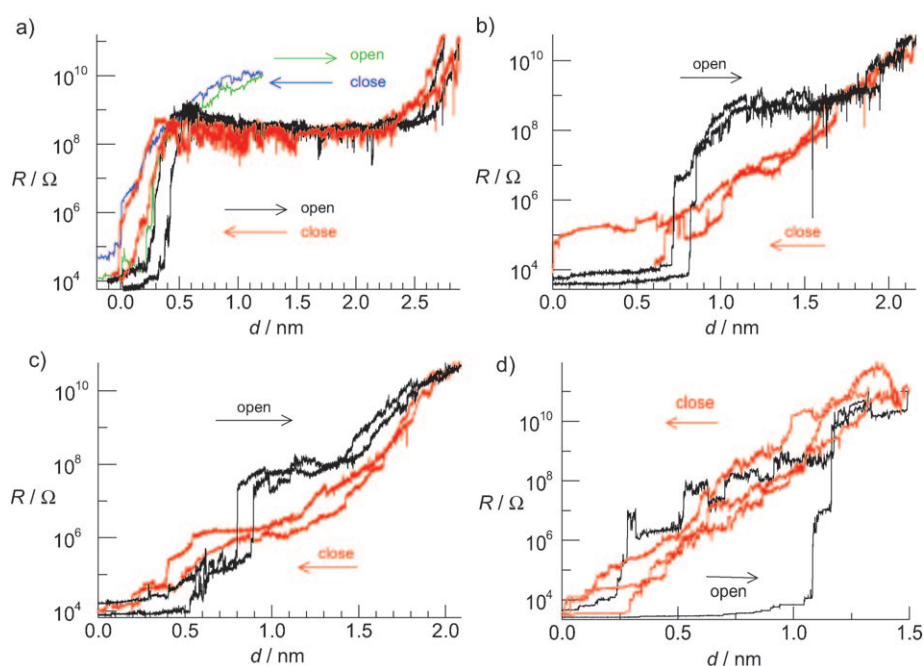 a)
open
close
10^10
10^8
R / Ω
10^6
10^4
open
close
0.0 0.5 1.0 1.5 2.0 2.5
d / nm
b)
open
10^10
10^8
R / Ω
10^6
10^4
close
0.0 0.5 1.0 1.5 2.0
d / nm
c)
open
10^10
10^8
R / Ω
10^6
10^4
close
0.0 0.5 1.0 1.5 2.0
d / nm
d)
close
10^10
10^8
R / Ω
10^6
10^4
open
0.0 0.5 1.0 1.5
d / nm